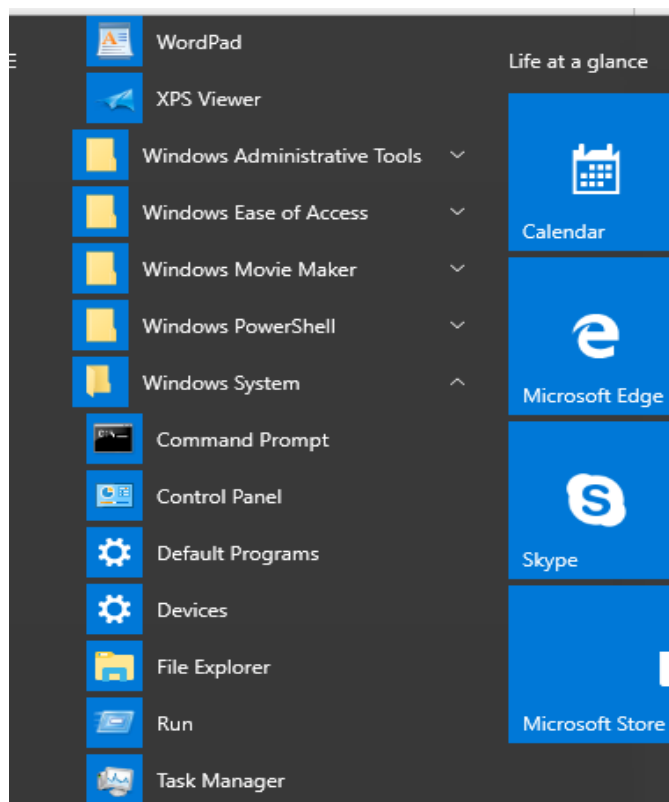 WordPad
XPS Viewer
Windows Administrative Tools
Windows Ease of Access
Windows Movie Maker
Windows PowerShell
Windows System
Command Prompt
Control Panel
Default Programs
Devices
File Explorer
Run
Task Manager
Life at a glance
Calendar
Microsoft Edge
Skype
Microsoft Store